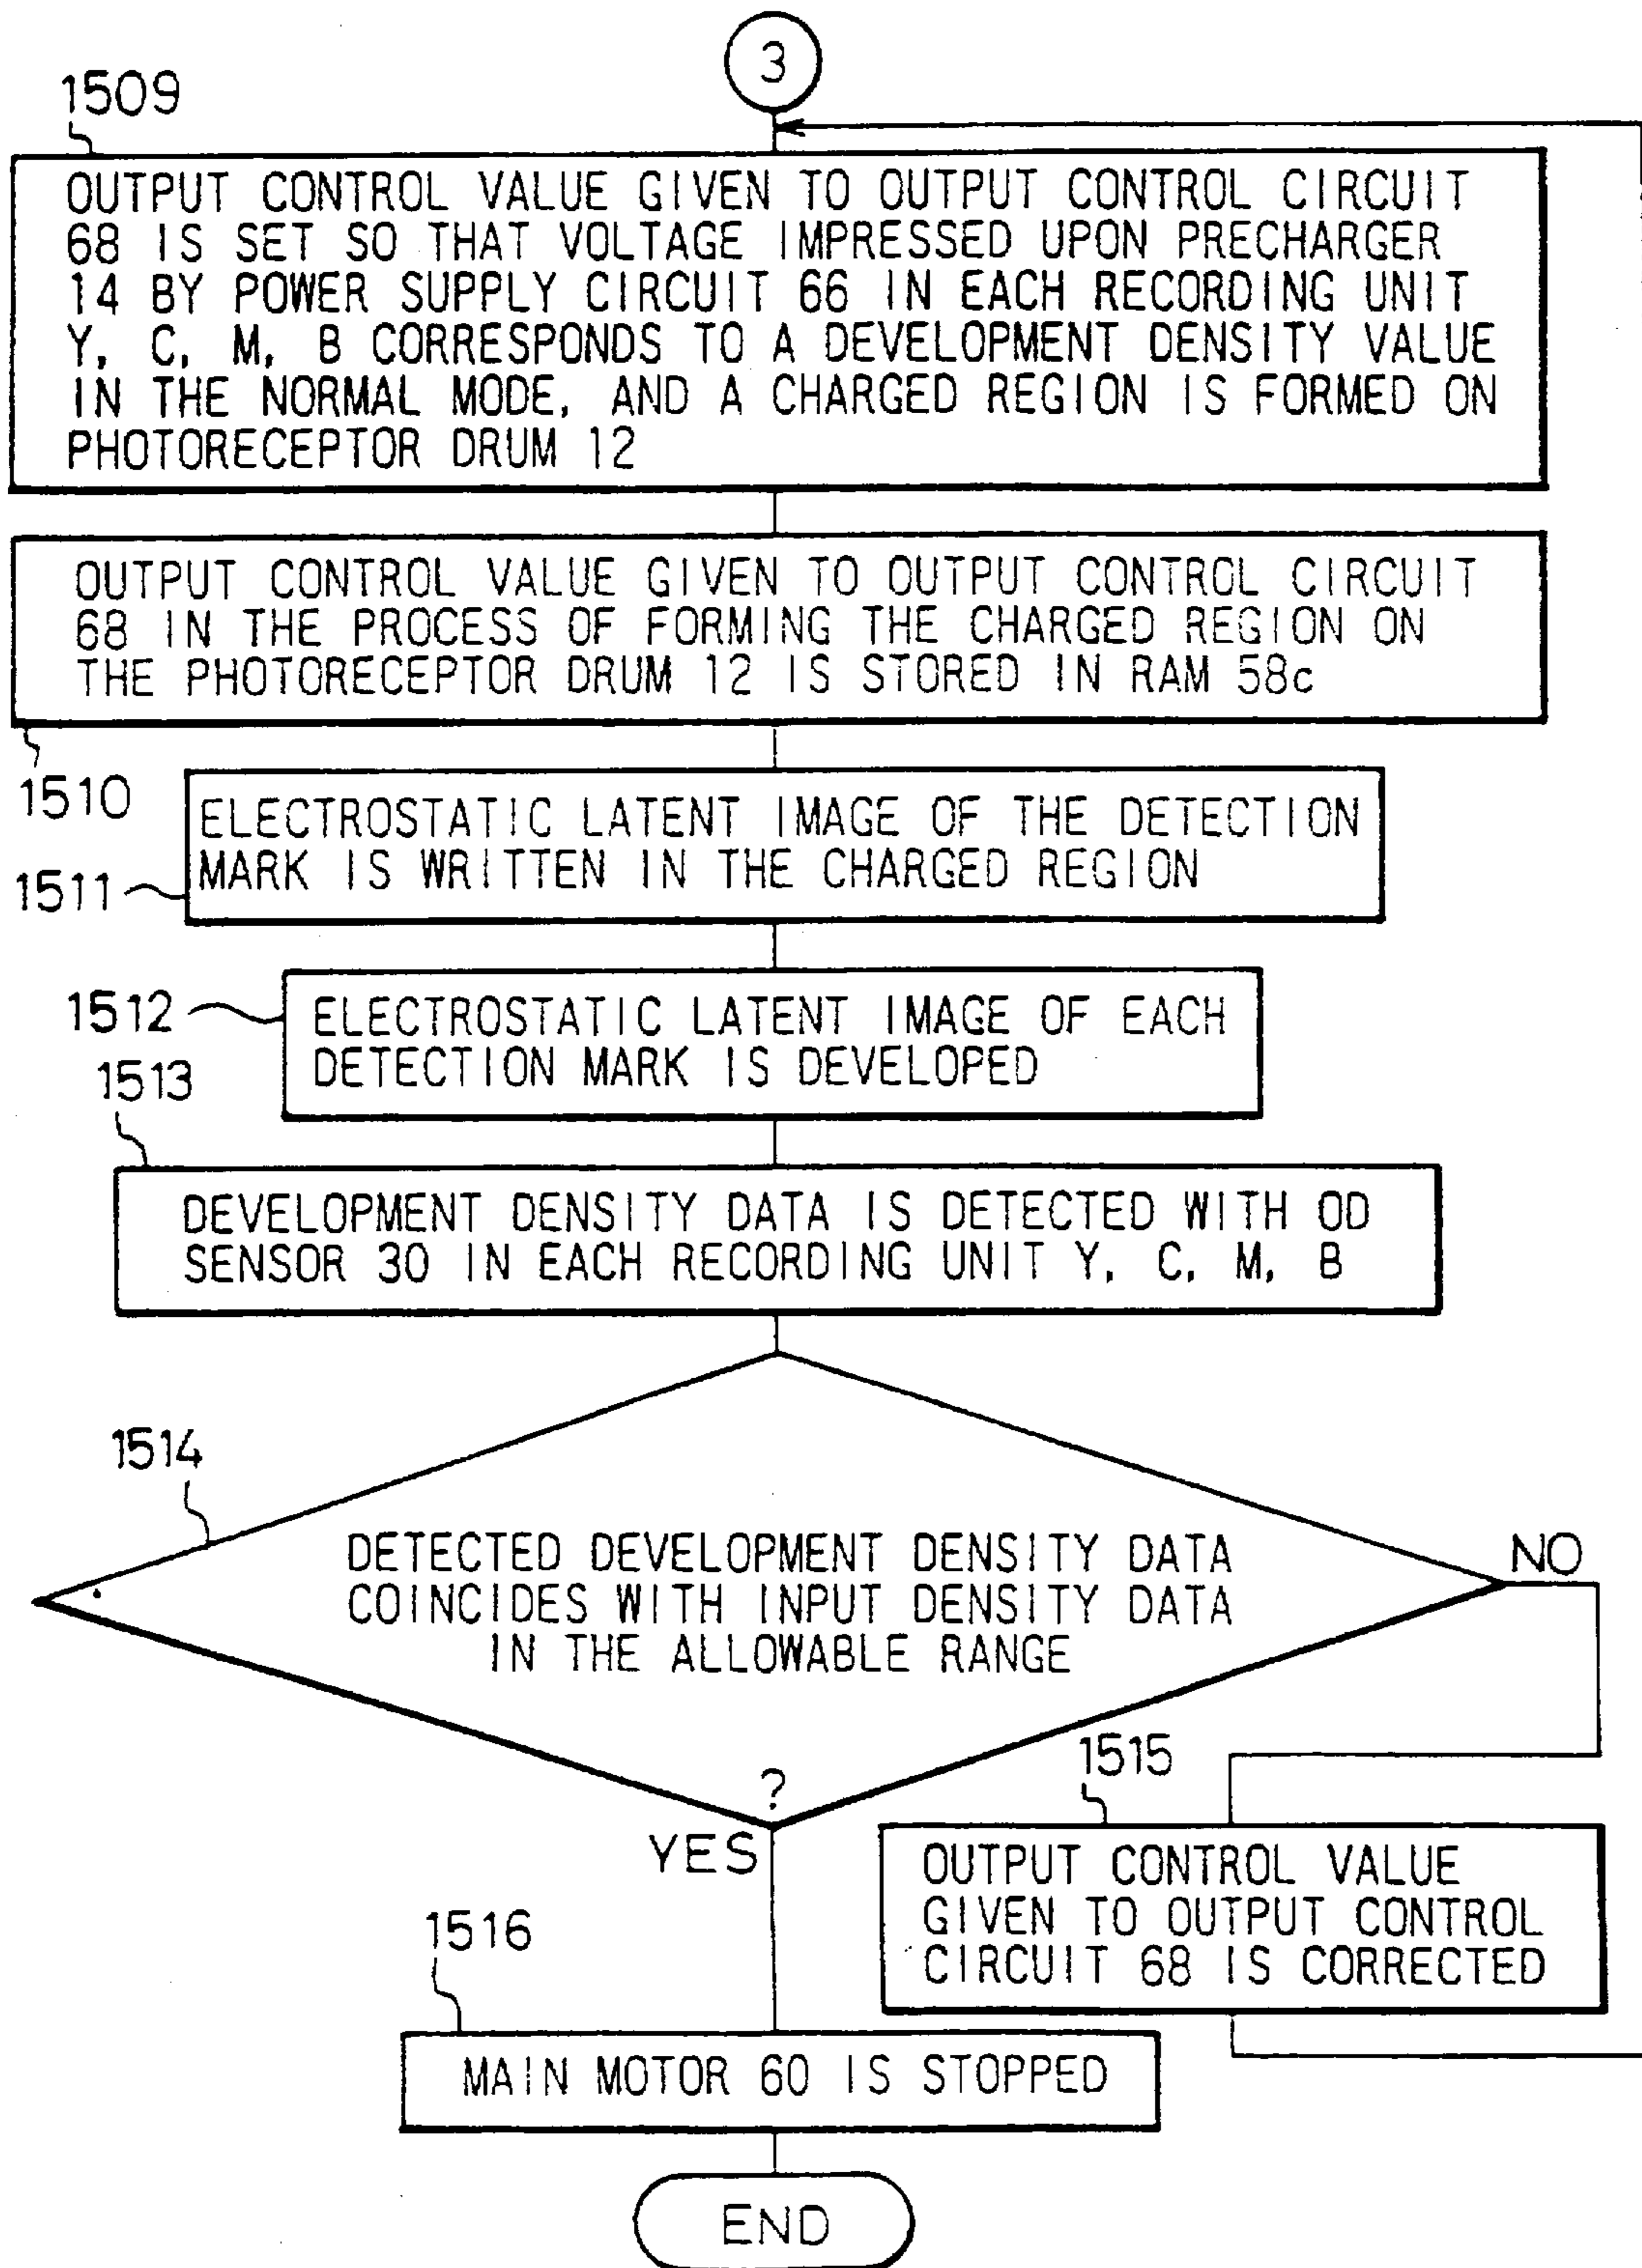 3
1509
OUTPUT CONTROL VALUE GIVEN TO OUTPUT CONTROL CIRCUIT
68 IS SET SO THAT VOLTAGE IMPRESSED UPON PRECHARGER
14 BY POWER SUPPLY CIRCUIT 66 IN EACH RECORDING UNIT
Y, C, M, B CORRESPONDS TO A DEVELOPMENT DENSITY VALUE
IN THE NORMAL MODE, AND A CHARGED REGION IS FORMED ON
PHOTORECEPTOR DRUM 12
OUTPUT CONTROL VALUE GIVEN TO OUTPUT CONTROL CIRCUIT
68 IN THE PROCESS OF FORMING THE CHARGED REGION ON
THE PHOTORECEPTOR DRUM 12 IS STORED IN RAM 58c
1510
ELECTROSTATIC LATENT IMAGE OF THE DETECTION
MARK IS WRITTEN IN THE CHARGED REGION
1511
1512
ELECTROSTATIC LATENT IMAGE OF EACH
DETECTION MARK IS DEVELOPED
1513
DEVELOPMENT DENSITY DATA IS DETECTED WITH OD
SENSOR 30 IN EACH RECORDING UNIT Y, C, M, B
1514
DETECTED DEVELOPMENT DENSITY DATA
COINCIDES WITH INPUT DENSITY DATA
IN THE ALLOWABLE RANGE
?
NO
YES
1515
OUTPUT CONTROL VALUE
GIVEN TO OUTPUT CONTROL
CIRCUIT 68 IS CORRECTED
1516
MAIN MOTOR 60 IS STOPPED
END